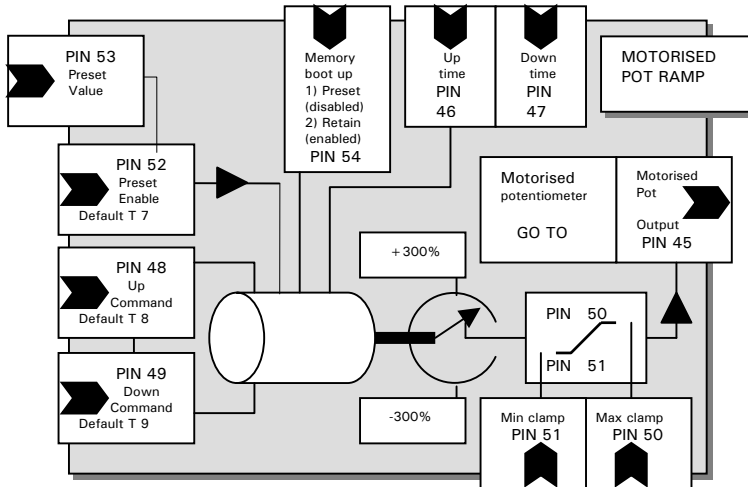 PIN 53
Preset
Value
Memory
boot up
1) Preset
(disabled)
2) Retain
(enabled)
PIN 54
Up
time
PIN
46
Down
time
PIN
47
MOTORISED
POT RAMP
PIN 52
Preset
Enable
Default T 7
Motorised
potentiometer
GO TO
Motorised
Pot
Output
PIN 45
PIN 48
Up
Command
Default T 8
+300%
PIN 50
PIN 51
PIN 49
Down
Command
Default T 9
-300%
Min clamp
PIN 51
Max clamp
PIN 50